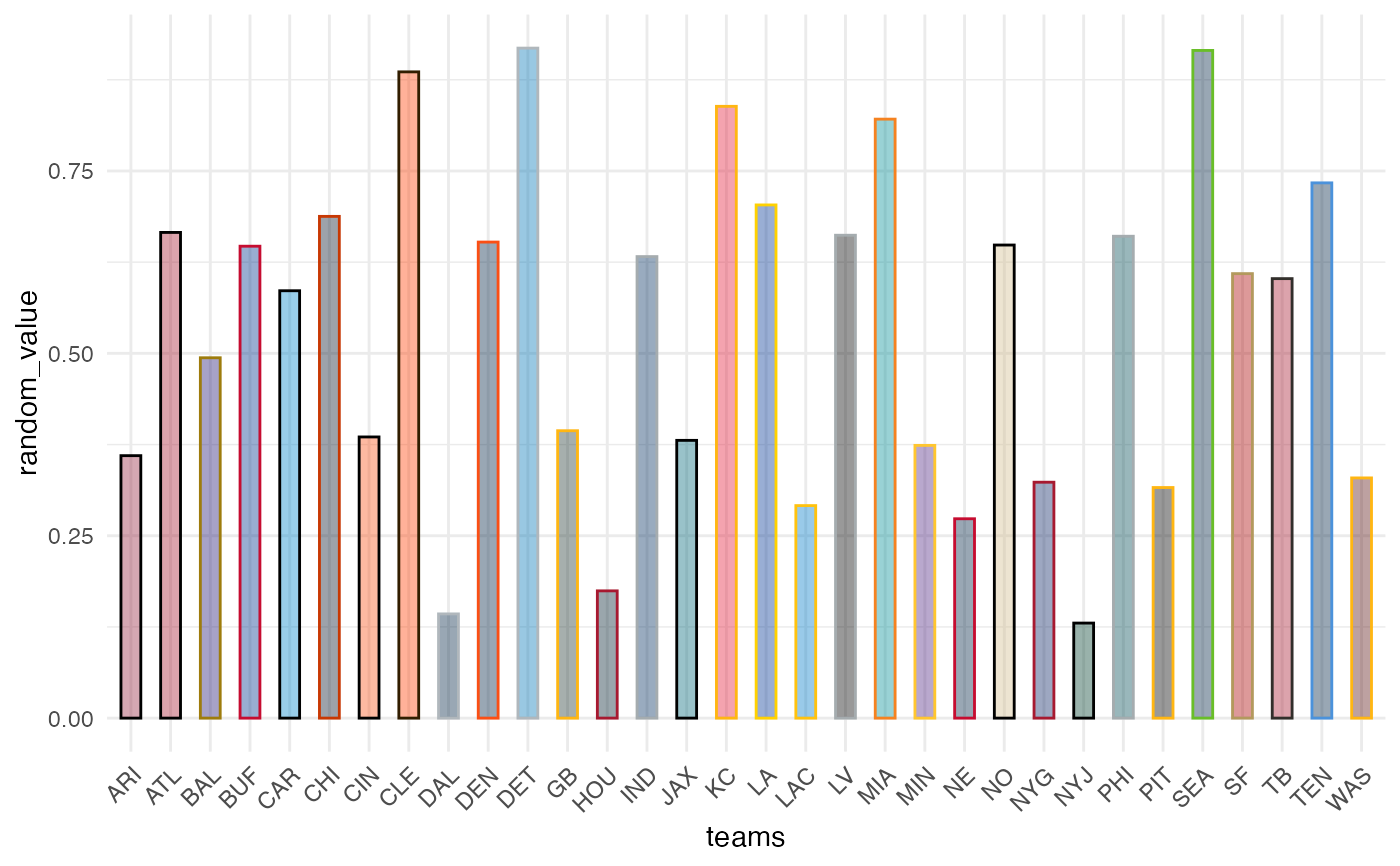 random_value
0.75
0.50
0.25
0.00
ARI ATL BAL BUF CAR CHI CIN CLE DAL DEN DET GB HOU IND JAX KC LA LAC LV MIA MIN NE NO NYG NYJ PHI PIT SEA SF TB TEN WAS
teams